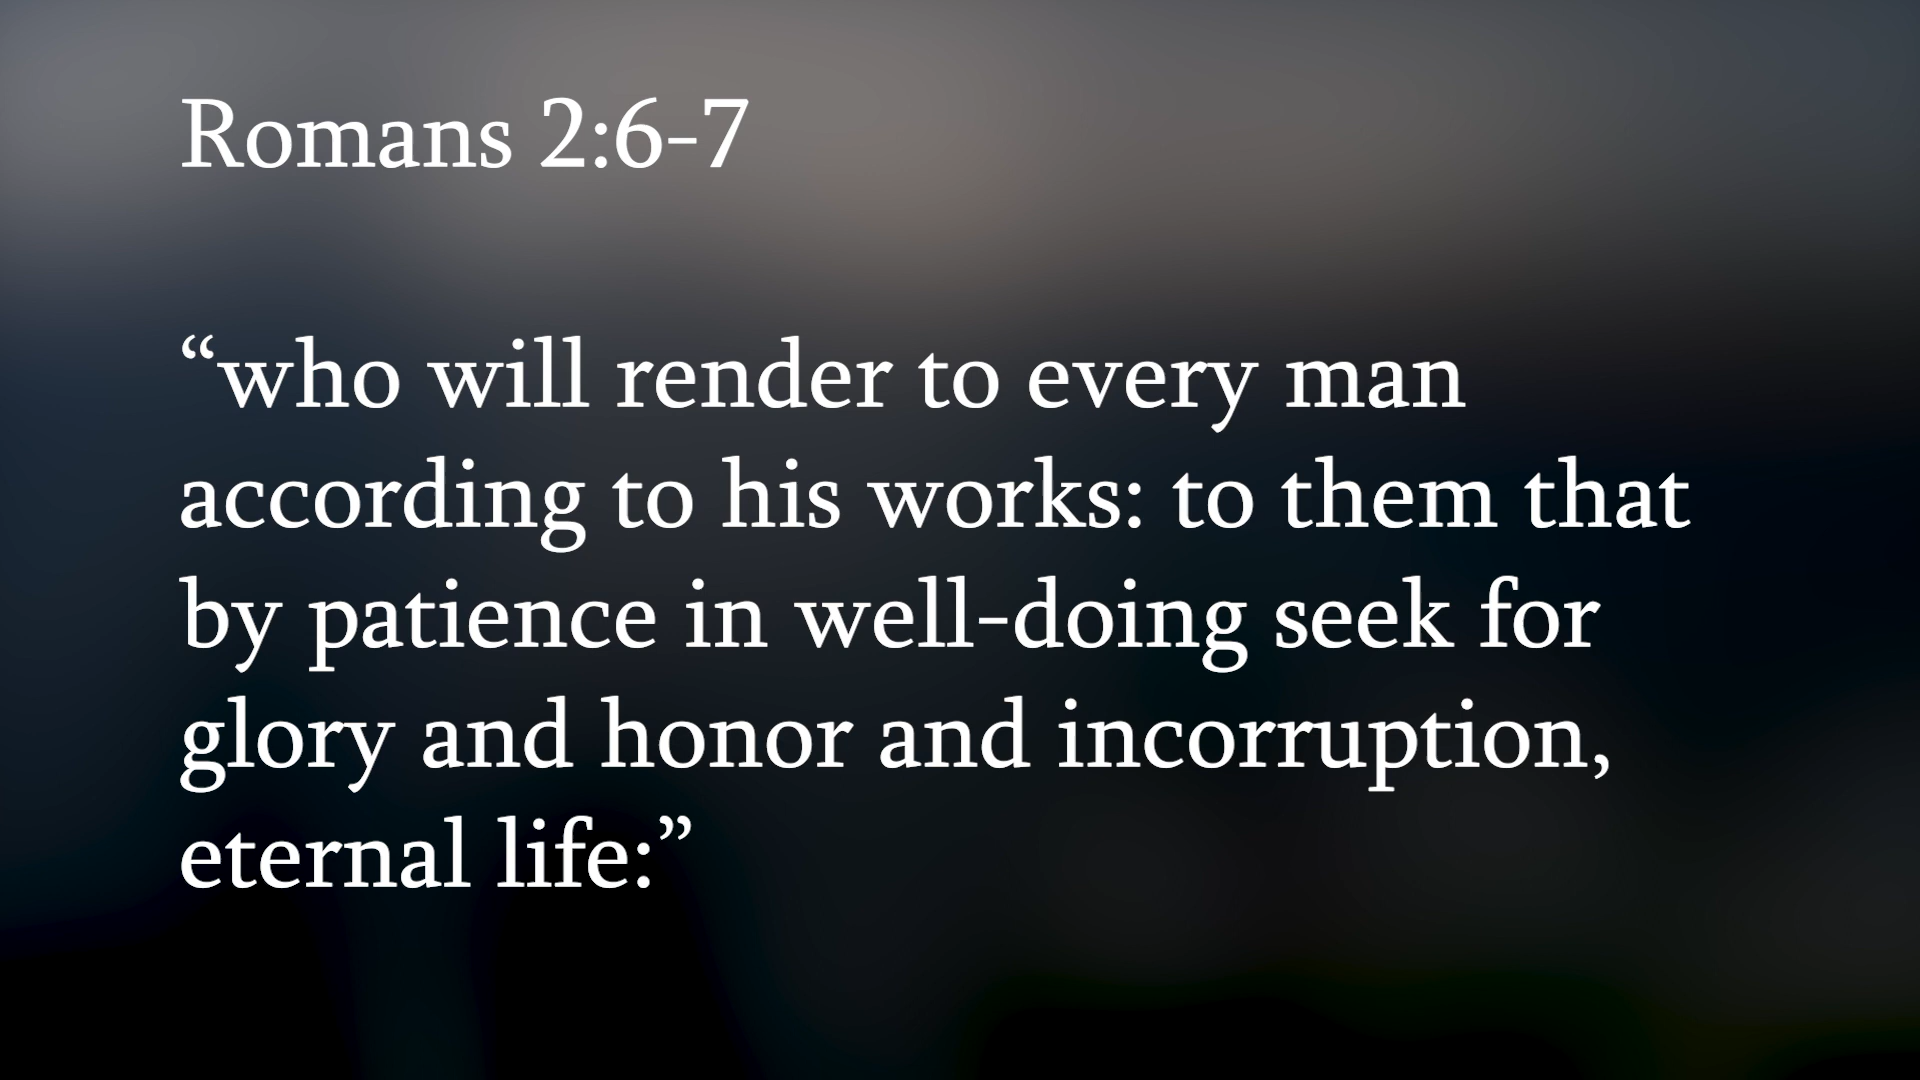 Romans 2:6-7
“who will render to every man
according to his works: to them that
by patience in well-doing seek for
glory and honor and incorruption,
eternal life:”